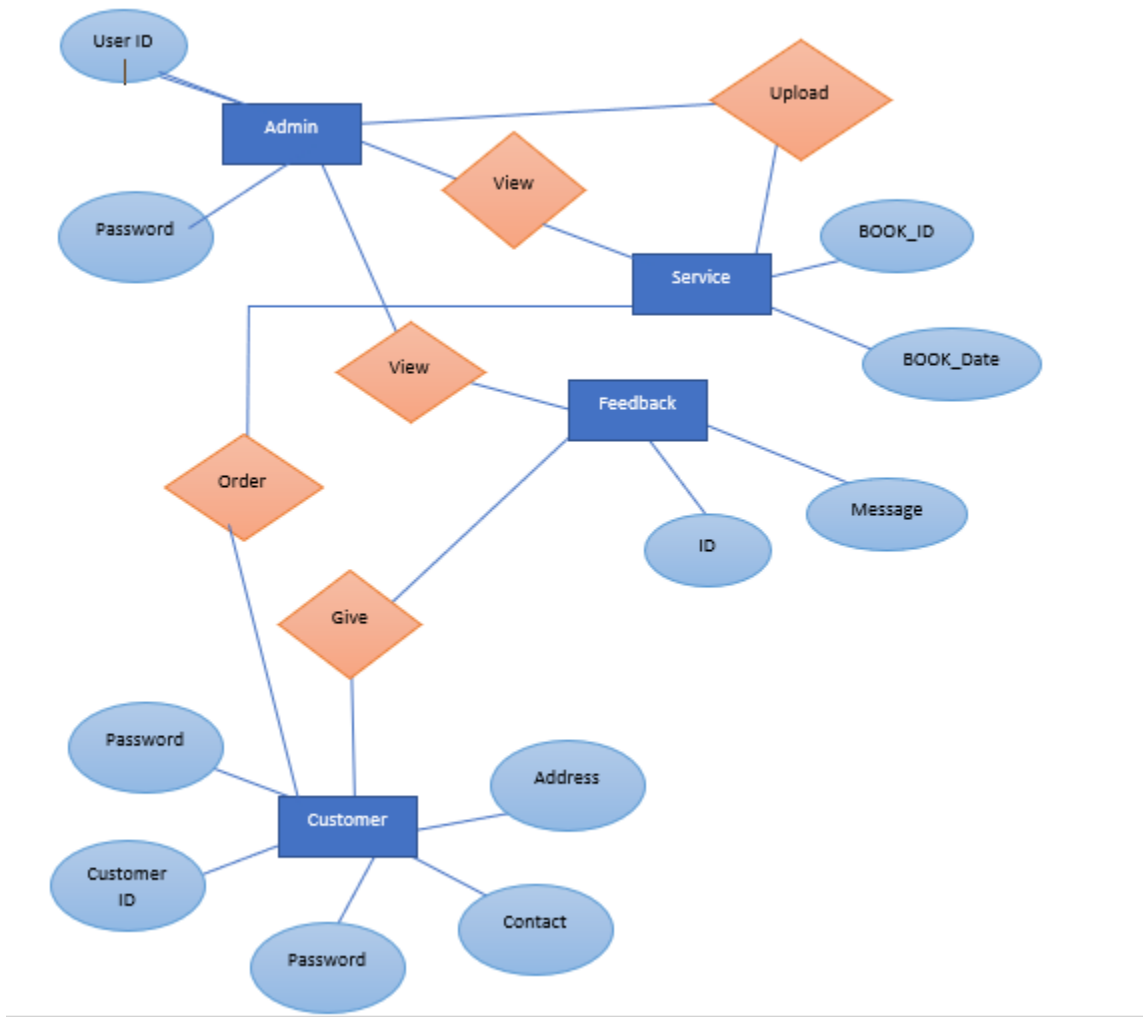 User ID
Upload
Admin
View
Password
BOOK_ID
Service
BOOK_Date
View
Feedback
Order
Message
ID
Give
Password
Address
Customer
Customer
ID
Contact
Password